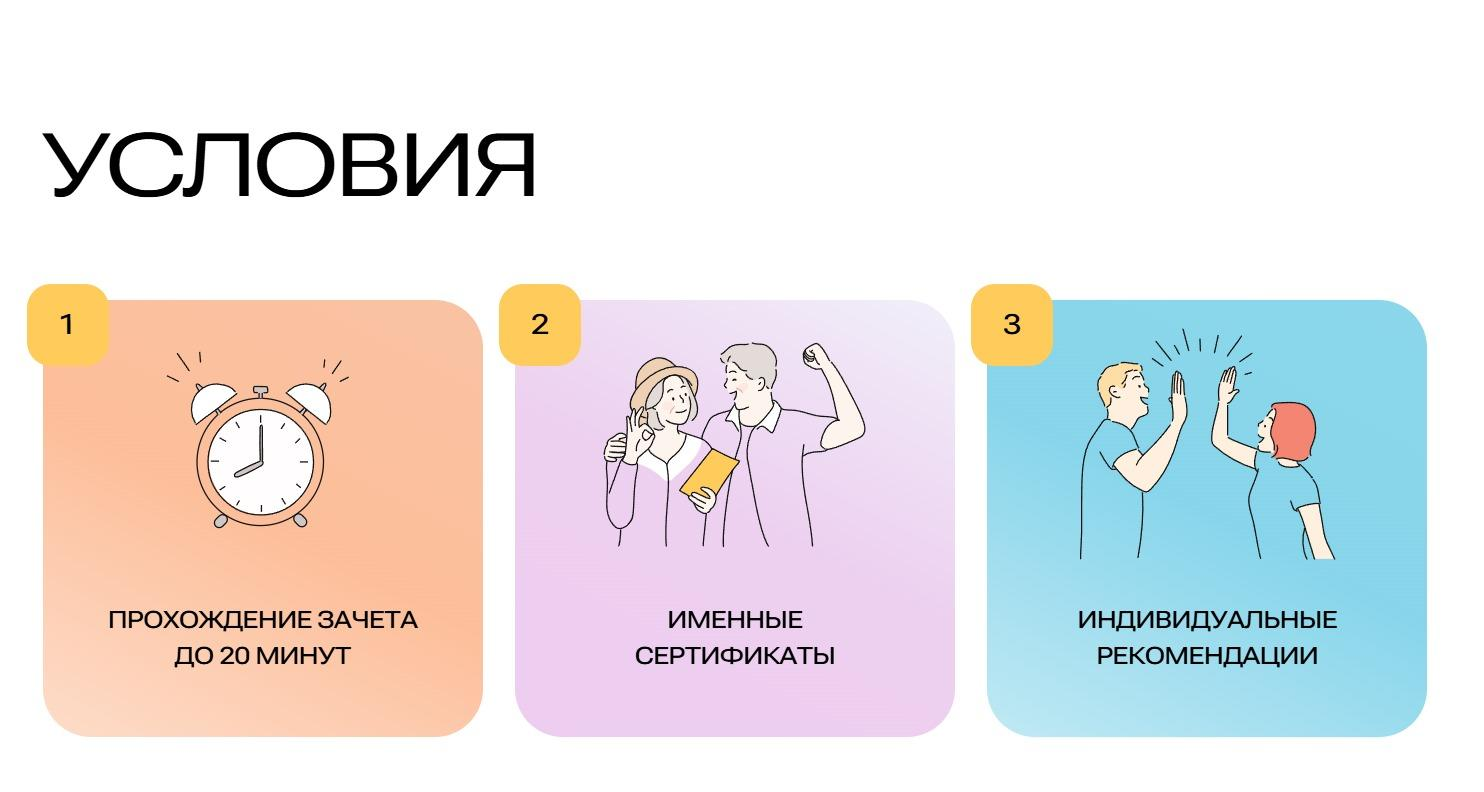 УСЛОВИЯ
1
ПРОХОЖДЕНИЕ ЗАЧЕТА
ДО 20 МИНУТ
2
ИМЕННЫЕ
СЕРТИФИКАТЫ
3
ИНДИВИДУАЛЬНЫЕ
РЕКОМЕНДАЦИИ